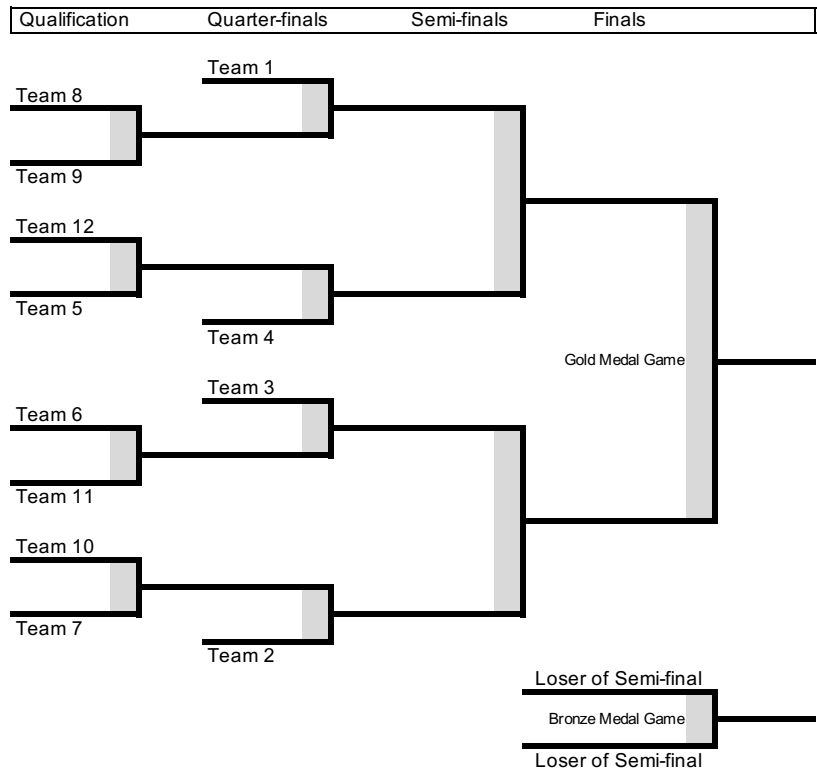 Qualification Quarter-finals Semi-finals Finals
Team 1
Team 8
Team 9
Team 12
Team 5
Team 4
Gold Medal Game
Team 3
Team 6
Team 11
Team 10
Team 7
Team 2
Loser of Semi-final
Bronze Medal Game
Loser of Semi-final